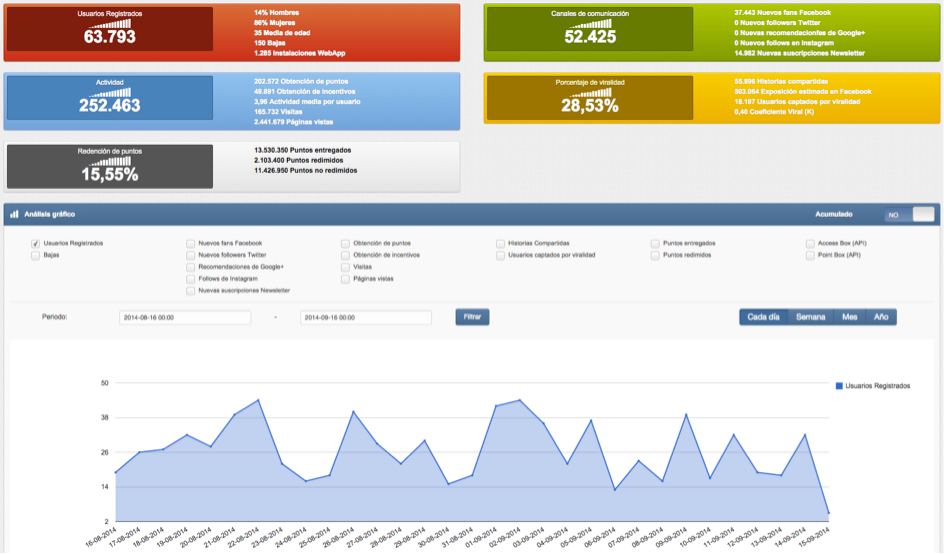 Usuarios Registrados
63.793
14% Hombres
86% Mujeres
35 Media de edad
150 Bajas
1.285 Instalaciones WebApp
Canales de comunicación
52.425
37.443 Nuevos fans Facebook
0 Nuevos followers Twitter
0 Nuevas recomendacionfes de Google+
0 Nuevos follows en Instagram
14.982 Nuevas suscripciones Newsletter
Actividad
252.463
202.572 Obtención de puntos
49.891 Obtención de incentivos
3,96 Actividad media por usuario
165.732 Visitas
2.441.679 Páginas vistas
Porcentaje de viralidad
28,53%
55.896 Historias compartidas
503.064 Exposición estimada en Facebook
18.197 Usuarios captados por viralidad
0,40 Coeficiente Viral (K)
Redención de puntos
15,55%
13.530.350 Puntos entregados
2.103.400 Puntos redimidos
11.426.950 Puntos no redimidos
Análisis gráfico
Acumulado
NO
Usuarios Registrados
Bajas
Nuevos fans Facebook
Nuevos followers Twitter
Recomendaciones de Google+
Follows de Instagram
Nuevas suscripciones Newsletter
Obtención de puntos
Obtención de incentivos
Visitas
Páginas vistas
Historias Compartidas
Usuarios captados por viralidad
Puntos entregados
Puntos redimidos
Access Box (API)
Point Box (API)
Periodo:
2014-08-16 00:00
-
2014-08-16 00:00
Filtrar
Cada día
Semana
Mes
Año
50
38
26
14
2
Usuarios Registrados
16-08-2014
17-08-2014
18-08-2014
19-08-2014
20-08-2014
21-08-2014
22-08-2014
23-08-2014
24-08-2014
25-08-2014
26-08-2014
27-08-2014
28-08-2014
29-08-2014
30-08-2014
31-08-2014
01-09-2014
02-09-2014
03-09-2014
04-09-2014
05-09-2014
06-09-2014
07-09-2014
08-09-2014
09-09-2014
10-09-2014
11-09-2014
12-09-2014
13-09-2014
14-09-2014
15-09-2014